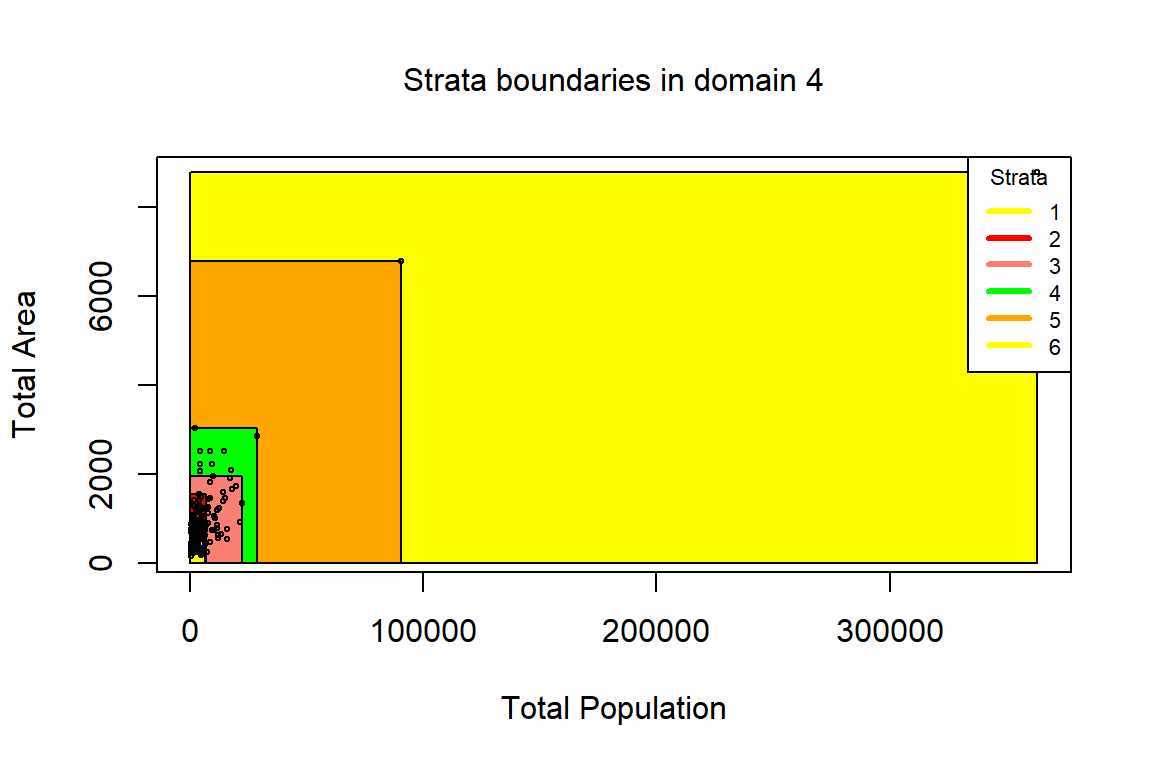 Strata boundaries in domain 4
Strata
1
2
3
4
5
6
Total Area
6000
2000
0
0 100000 200000 300000
Total Population